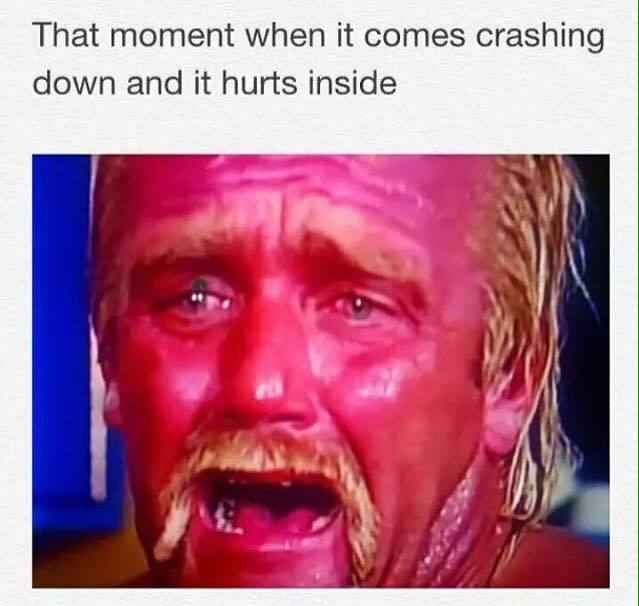 That moment when it comes crashing
down and it hurts inside